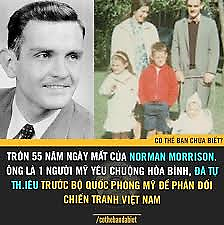 CÓ THỂ BẠN CHƯA BIẾT?
TRÒN 55 NĂM NGÀY MẤT CỦA NORMAN MORRISON.
ÔNG LÀ 1 NGƯỜI MỸ YÊU CHUỘNG HÒA BÌNH, ĐÃ TỰ
TH.IÊU TRƯỚC BỘ QUỐC PHÒNG MỸ ĐỂ PHẢN ĐỐI
CHIẾN TRANH VIỆT NAM
/cothebandabiet